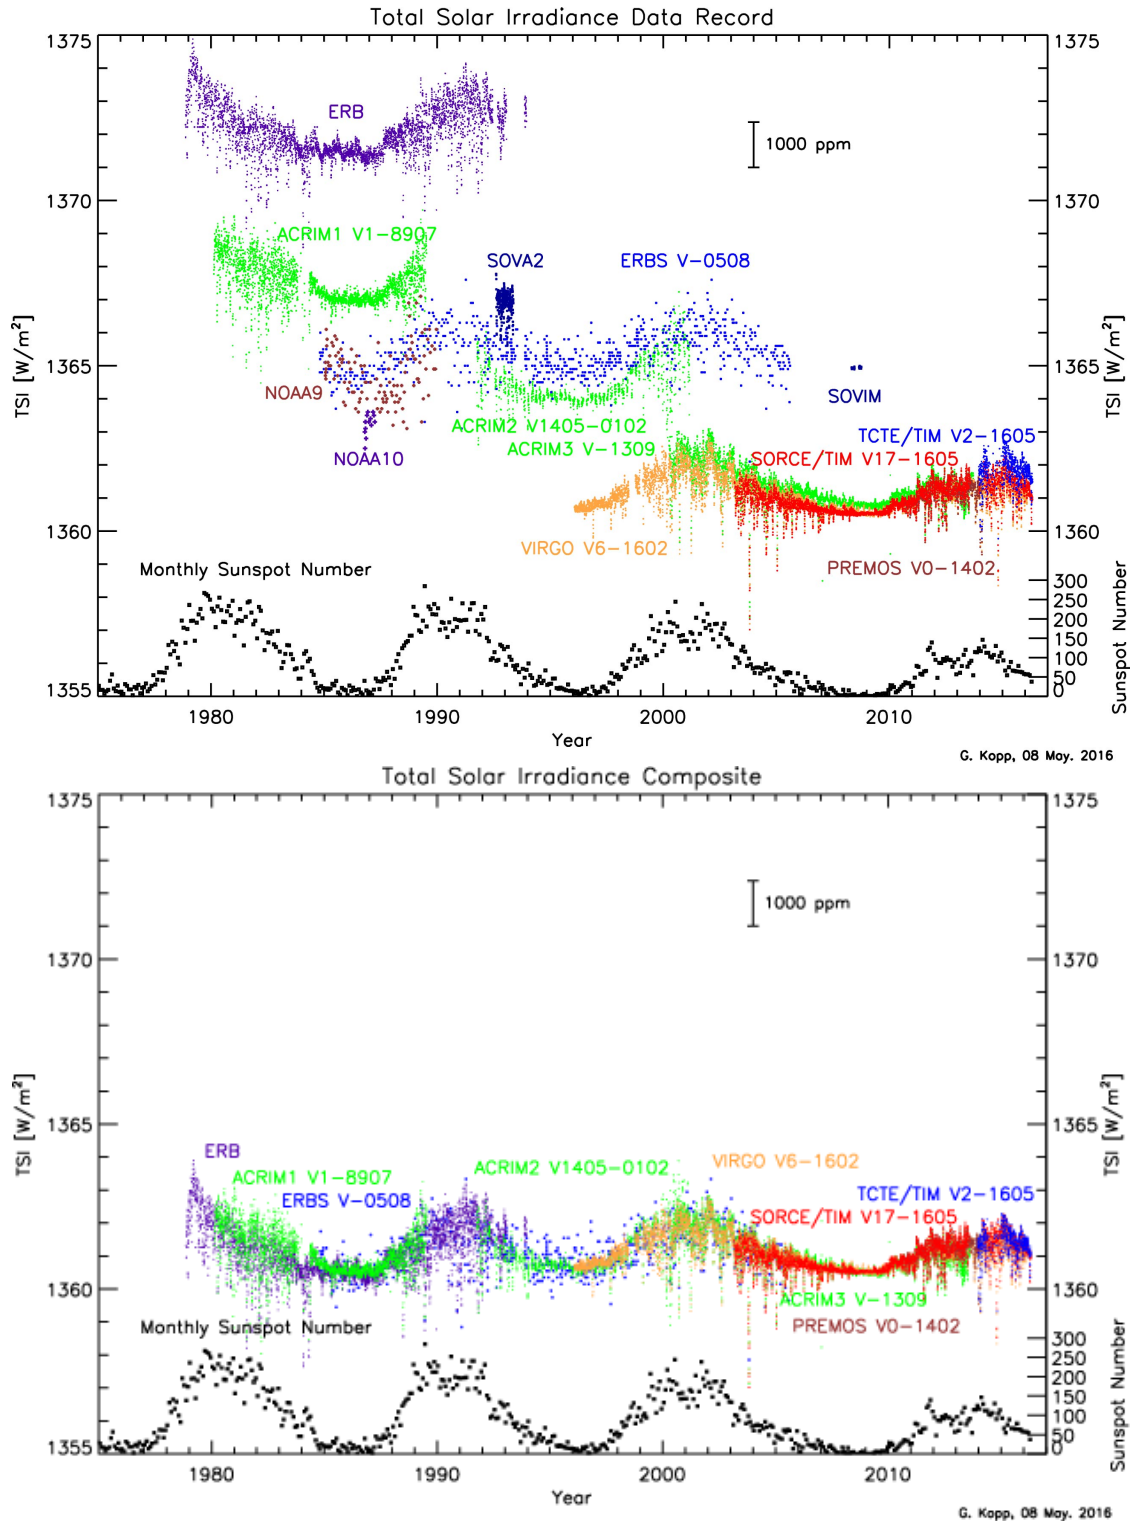 Total Solar Irradiance Data Record
1375
1375
ERB
1000 ppm
1370
1370
ACRIM1 V1-8907
SOVA2
ERBS V-0508
TSI [W/m²]
TSI [W/m²]
1365
1365
NOAA9
SOVIM
ACRIM2 V1405-0102
TCTE/TIM V2-1605
ACRIM3 V-1309
SORCE/TIM V17-1605
NOAA10
1360
1360
VIRGO V6-1602
PREMOS V0-1402
Monthly Sunspot Number
300
250
200
150
100
50
0
Sunspot Number
1355
1980
1990
2000
2010
Year
G. Kopp, 08 May. 2016
Total Solar Irradiance Composite
1375
1375
1000 ppm
1370
1370
TSI [W/m²]
TSI [W/m²]
1365
1365
ERB
ACRIM1 V1-8907
ACRIM2 V1405-0102
VIRGO V6-1602
ERBS V-0508
TCTE/TIM V2-1605
SORCE/TIM V17-1605
1360
1360
ACRIM3 V-1309
Monthly Sunspot Number
PREMOS V0-1402
300
250
200
150
100
50
0
Sunspot Number
1355
1980
1990
2000
2010
Year
G. Kopp, 08 May. 2016